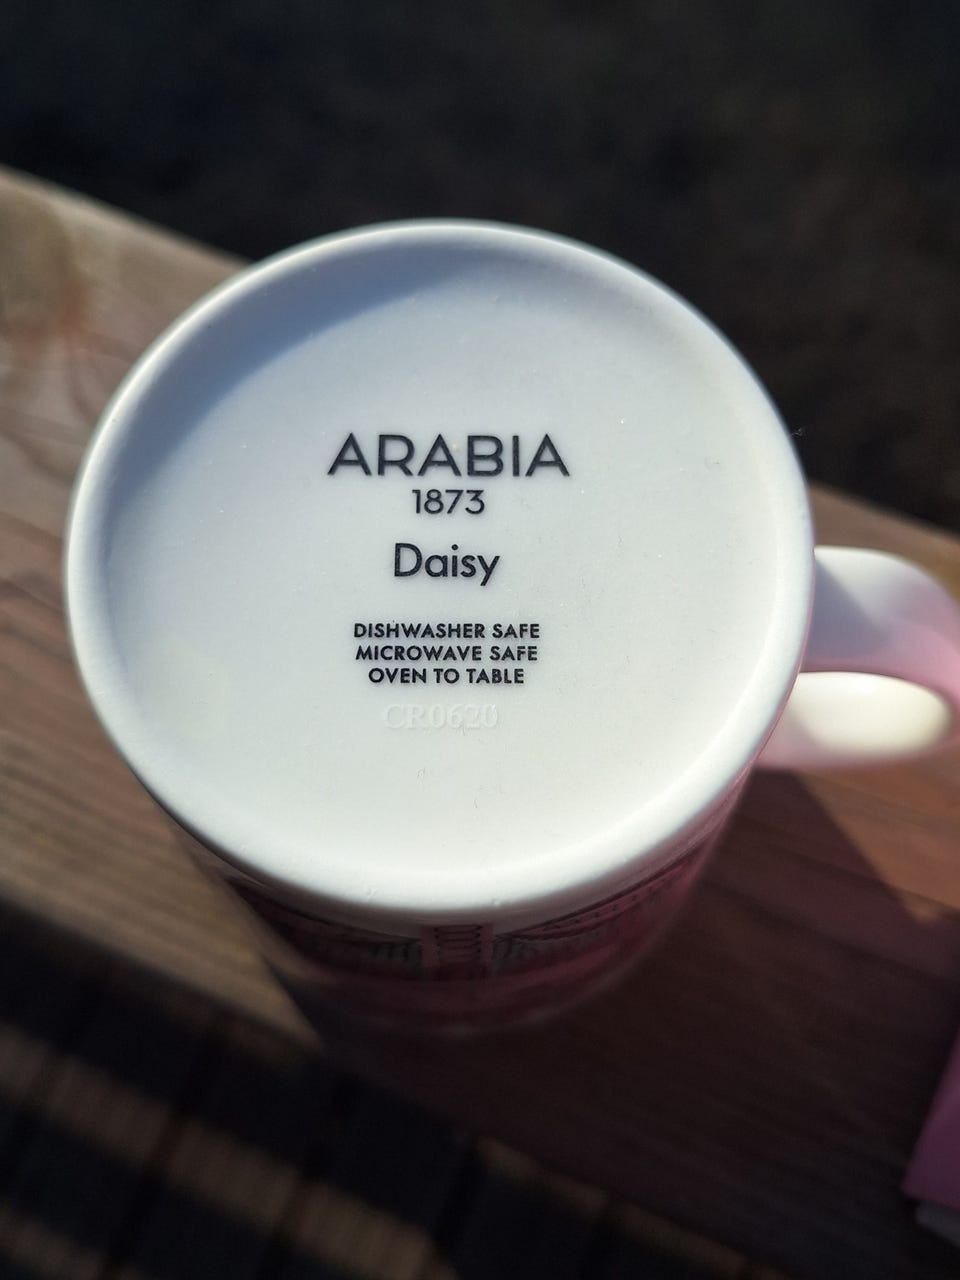 ARABIA
1873
Daisy
DISHWASHER SAFE
MICROWAVE SAFE
OVEN TO TABLE
CR0620